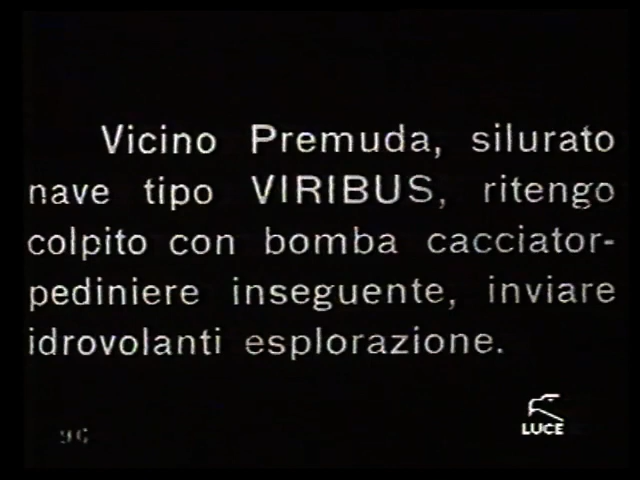 Vicino Premuda, silurato
nave tipo VIRIBUS, ritengo
colpito con bomba cacciator-
pediniere inseguente, inviare
idrovolanti esplorazione.
LUCE